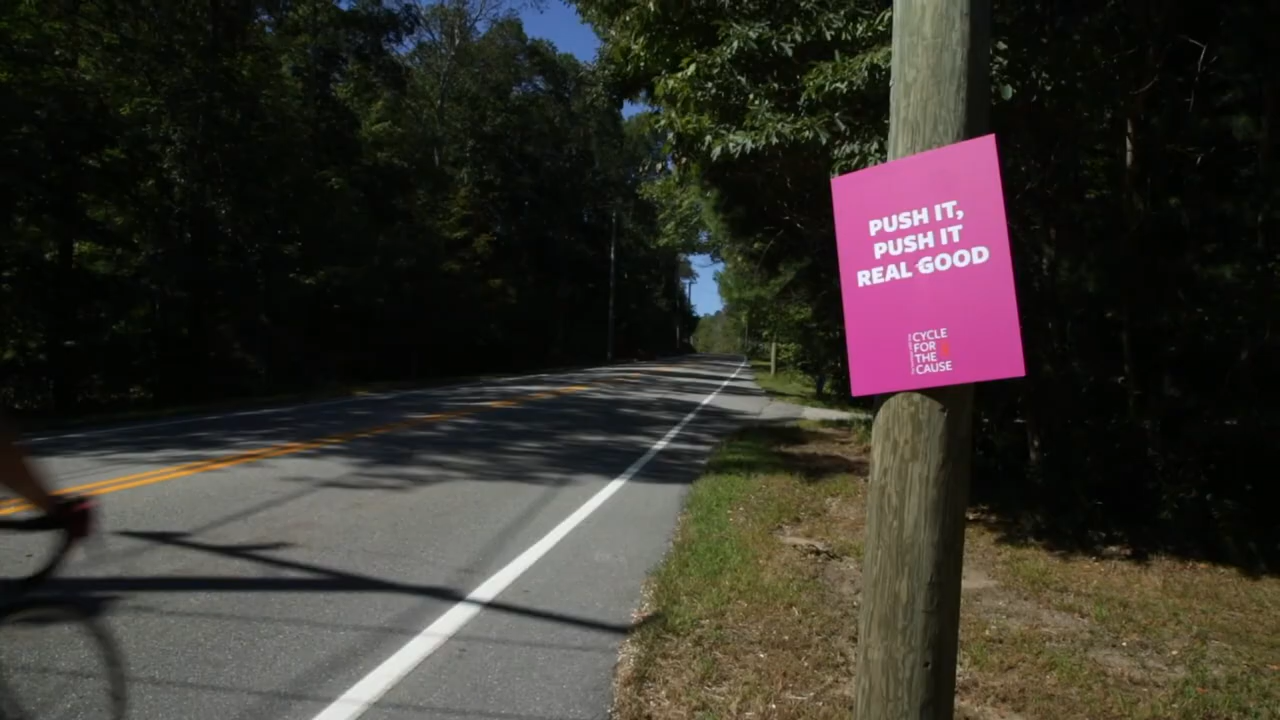 PUSH IT,
PUSH IT
REAL GOOD
CYCLE
FOR
THE
CAUSE